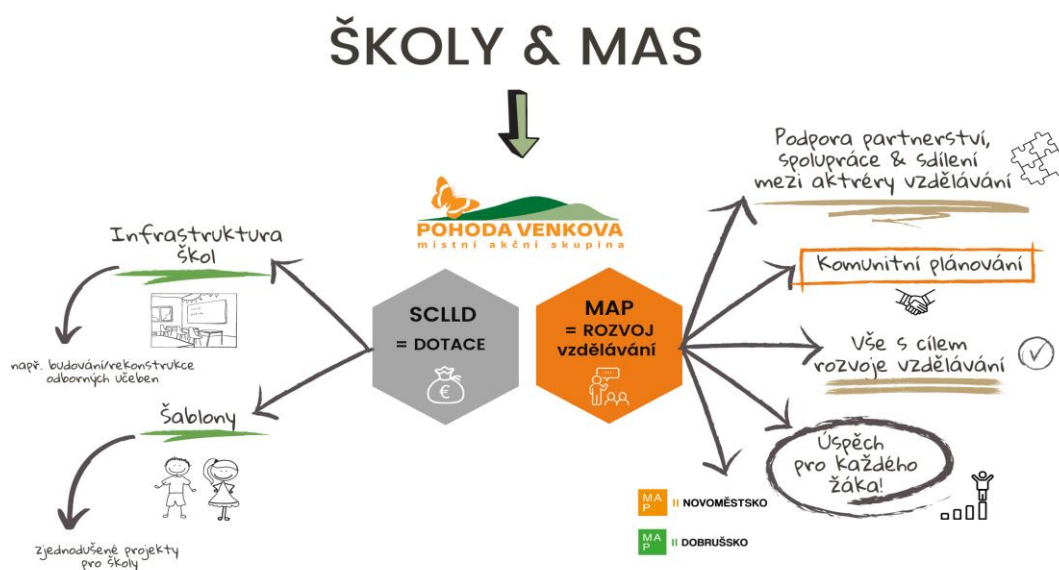 ŠKOLY & MAS
POHODA VENKOVA
místní akční skupina
Infrastruktura
škol
např. budování/rekonstrukce
odborných učeben
Šablony
zjednodušené projekty
pro školy
SCLLD
= DOTACE
€
MAP
= ROZVOJ
vzdělávání
Podpora partnerství,
spolupráce & sdílení
mezi aktréry vzdělávání
Komunitní plánování
Vše s cílem
rozvoje vzdělávání
Úspěch
pro každého
žáka!
MA
P
II NOVOMĚSTSKO
MA
P
II DOBRUŠSKO